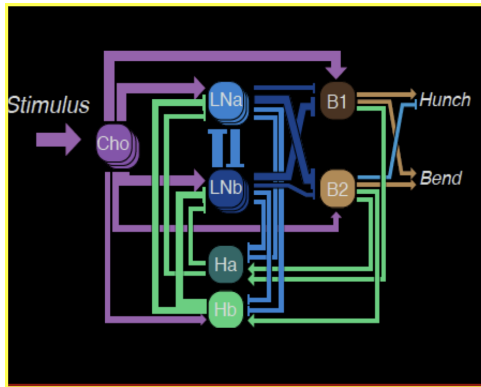 Stimulus
Cho
LNa
LNb
Ha
Hb
B1
B2
Hunch
Bend